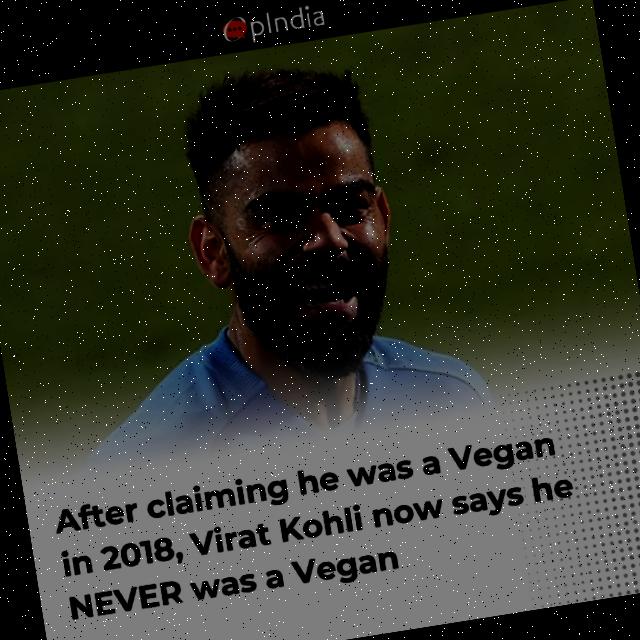 OpIndia
After claiming he was a Vegan
in 2018, Virat Kohli now says he
NEVER was a Vegan